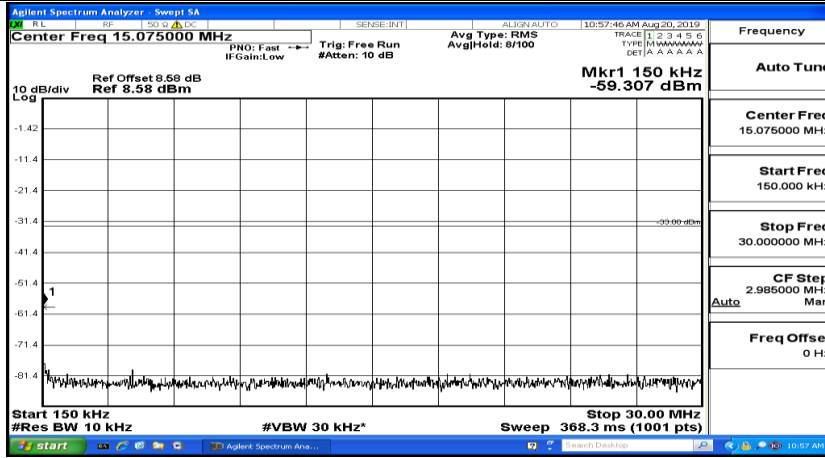 Agilent Spectrum Analyzer - Swept SA
LXI RL RF 50 Ω DC SENSE:INT ALIGN AUTO 10:57:46 AM Aug 20, 2019
Center Freq 15.075000 MHz
PNO: Fast
IFGain:Low
Trig: Free Run
#Atten: 10 dB
Avg Type: RMS
Avg|Hold: 8/100
TRACE 1 2 3 4 5 6
TYPE M W W W W W
DET A A A A A A
Ref Offset 8.58 dB
10 dB/div Ref 8.58 dBm
Log
Mkr1 150 kHz
-59.307 dBm
-1.42
-11.4
-21.4
-31.4
-33.00 dBm
-41.4
-51.4
1
-61.4
-71.4
-81.4
Start 150 kHz
Stop 30.00 MHz
#Res BW 10 kHz
#VBW 30 kHz*
Sweep 368.3 ms (1001 pts)
Frequency
Auto Tune
Center Freq
15.075000 MHz
Start Freq
150.000 kHz
Stop Freq
30.000000 MHz
CF Step
2.985000 MHz
Auto Man
Freq Offset
0 Hz
start
Agilent Spectrum Ana...
Search Desktop
10:57 AM